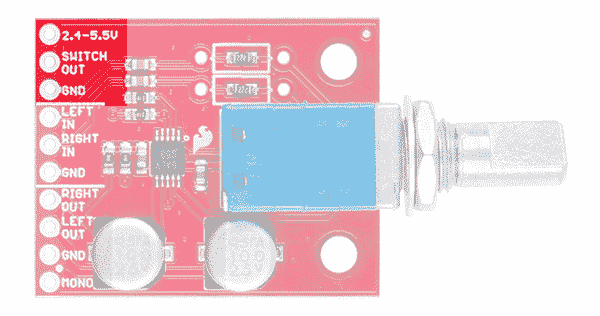 2.4-5.5V
SWITCH
OUT
GND
LEFT
IN
RIGHT
IN
GND
RIGHT
OUT
LEFT
OUT
GND
MONO